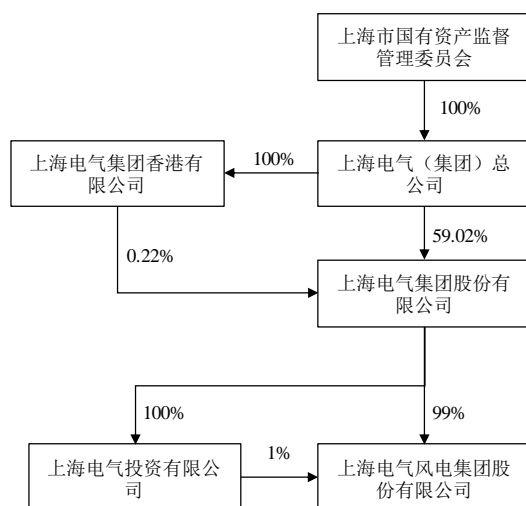 上海市国有资产监督
管理委员会
100%
上海电气集团香港有
限公司
100%
上海电气（集团）总
公司
59.02%
0.22%
上海电气集团股份有
限公司
100%
99%
上海电气投资有限公
司
1%
上海电气风电集团股
份有限公司